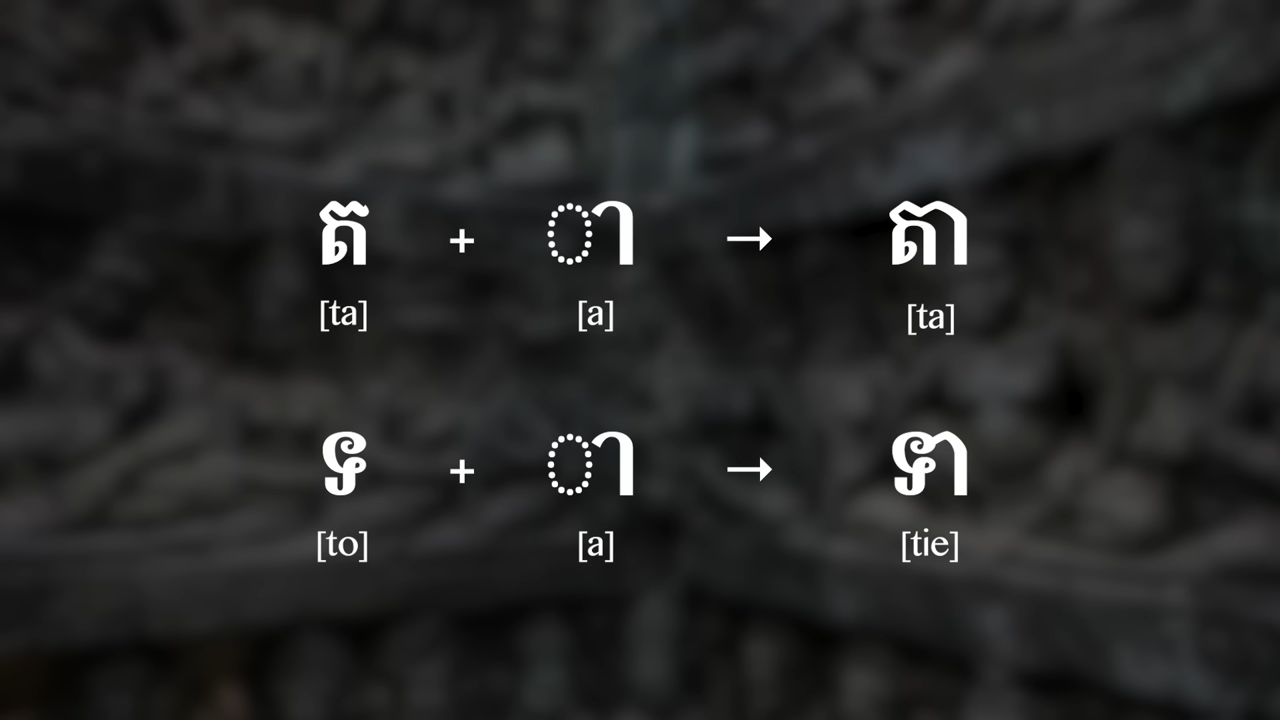 ត + ា → តា
[ta] [a] [ta]
ទ + ា → ទា
[to] [a] [tie]